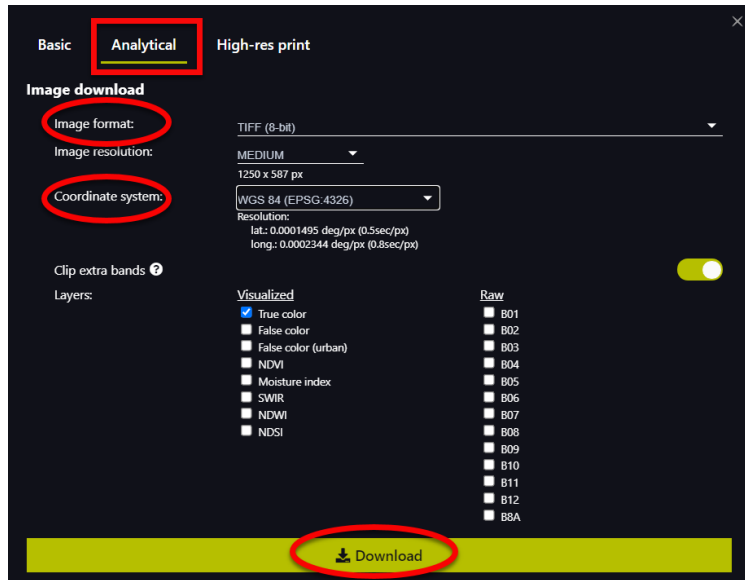 Basic Analytical High-res print
Image download
Image format: TIFF (8-bit)
Image resolution: MEDIUM
1250 x 587 px
Coordinate system: WGS 84 (EPSG:4326)
Resolution:
lat.: 0.0001495 deg/px (0.5sec/px)
long.: 0.0002344 deg/px (0.8sec/px)
Clip extra bands ?
Layers: Visualized Raw
True color B01
False color B02
False color (urban) B03
NDVI B04
Moisture index B05
SWIR B06
NDWI B07
NDSI B08
B09
B10
B11
B12
B8A
Download